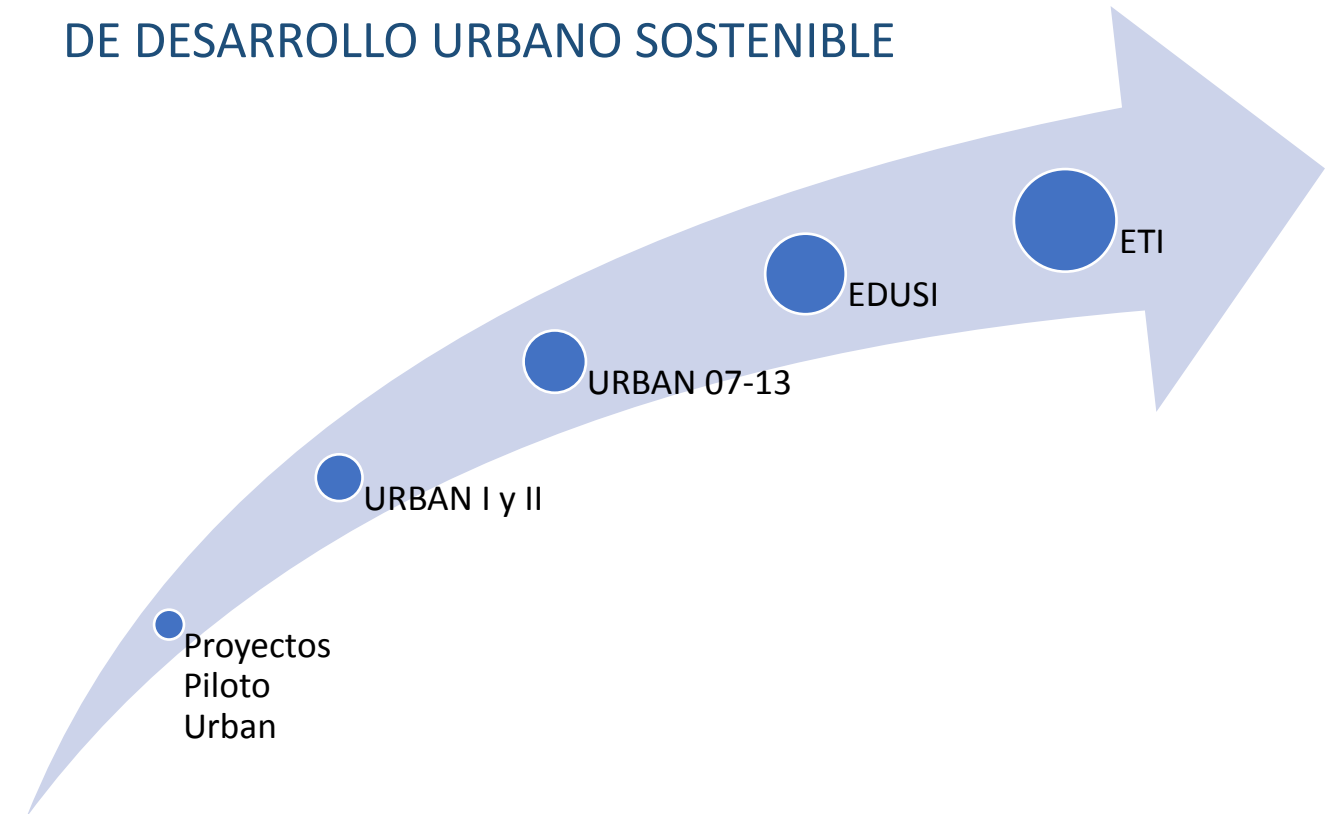 DE DESARROLLO URBANO SOSTENIBLE
ETI
EDUSI
URBAN 07-13
URBAN I y II
Proyectos
Piloto
Urban